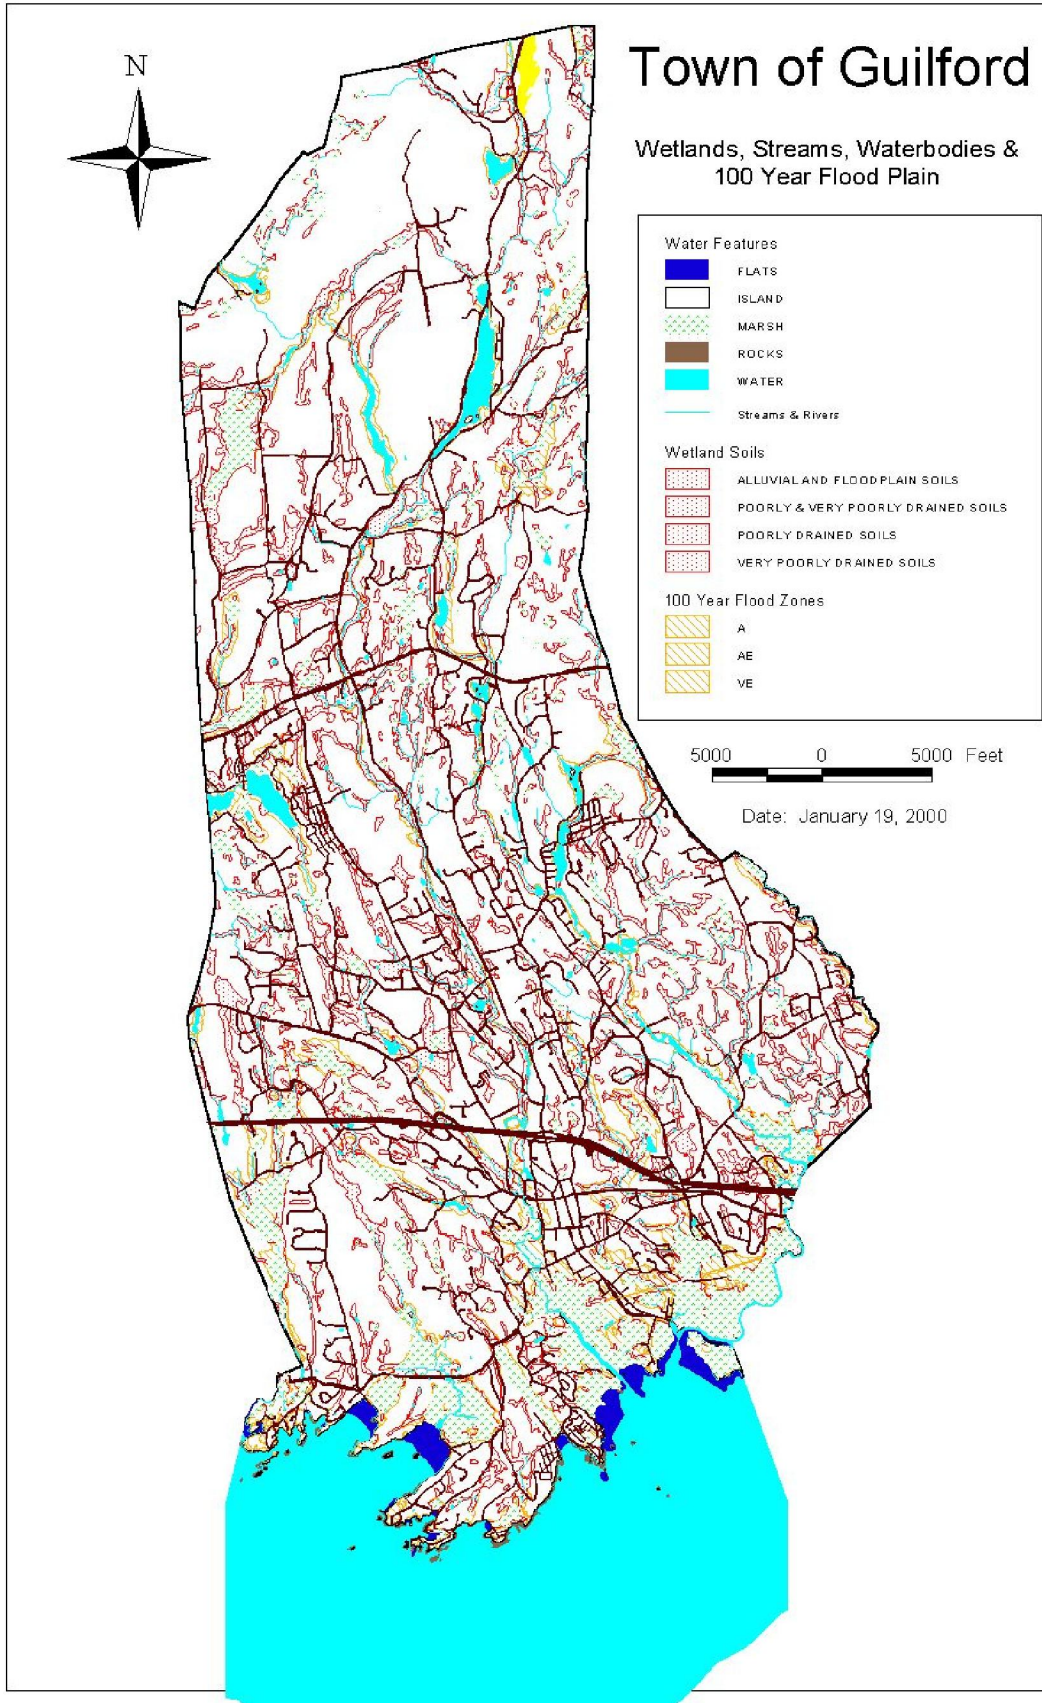 N
Town of Guilford
Wetlands, Streams, Waterbodies &
100 Year Flood Plain
Water Features
FLATS
ISLAND
MARSH
ROCKS
WATER
Streams & Rivers
Wetland Soils
ALLUVIAL AND FLOODPLAIN SOILS
POORLY & VERY POORLY DRAINED SOILS
POORLY DRAINED SOILS
VERY POORLY DRAINED SOILS
100 Year Flood Zones
A
AE
VE
5000 0 5000 Feet
Date: January 19, 2000